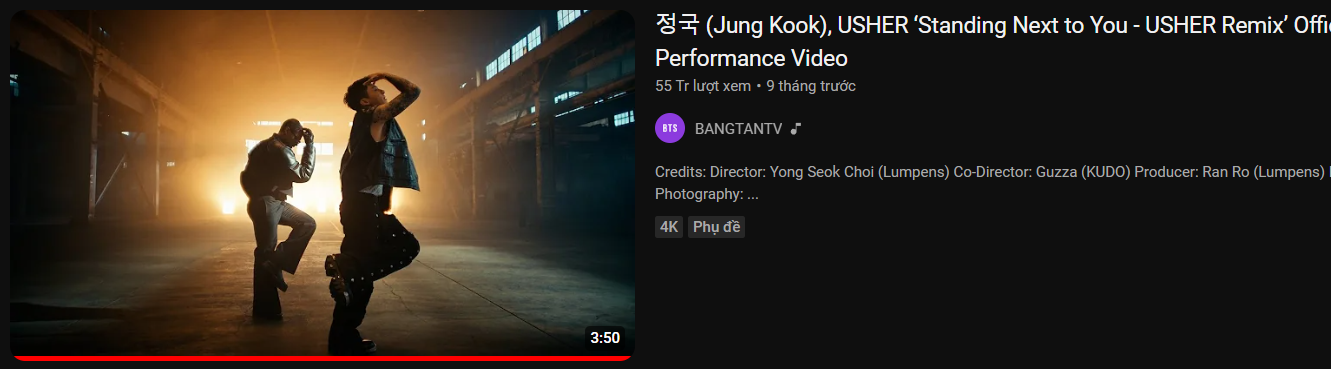 정국 (Jung Kook), USHER ‘Standing Next to You - USHER Remix’
Performance Video
55 Tr lượt xem • 9 tháng trước
BTS BANGTANTV
Credits: Director: Yong Seok Choi (Lumpens) Co-Director: Guzza (KUDO) Producer: Ran Ro (Lumpens)
Photography: ...
4K Phụ đề
3:50